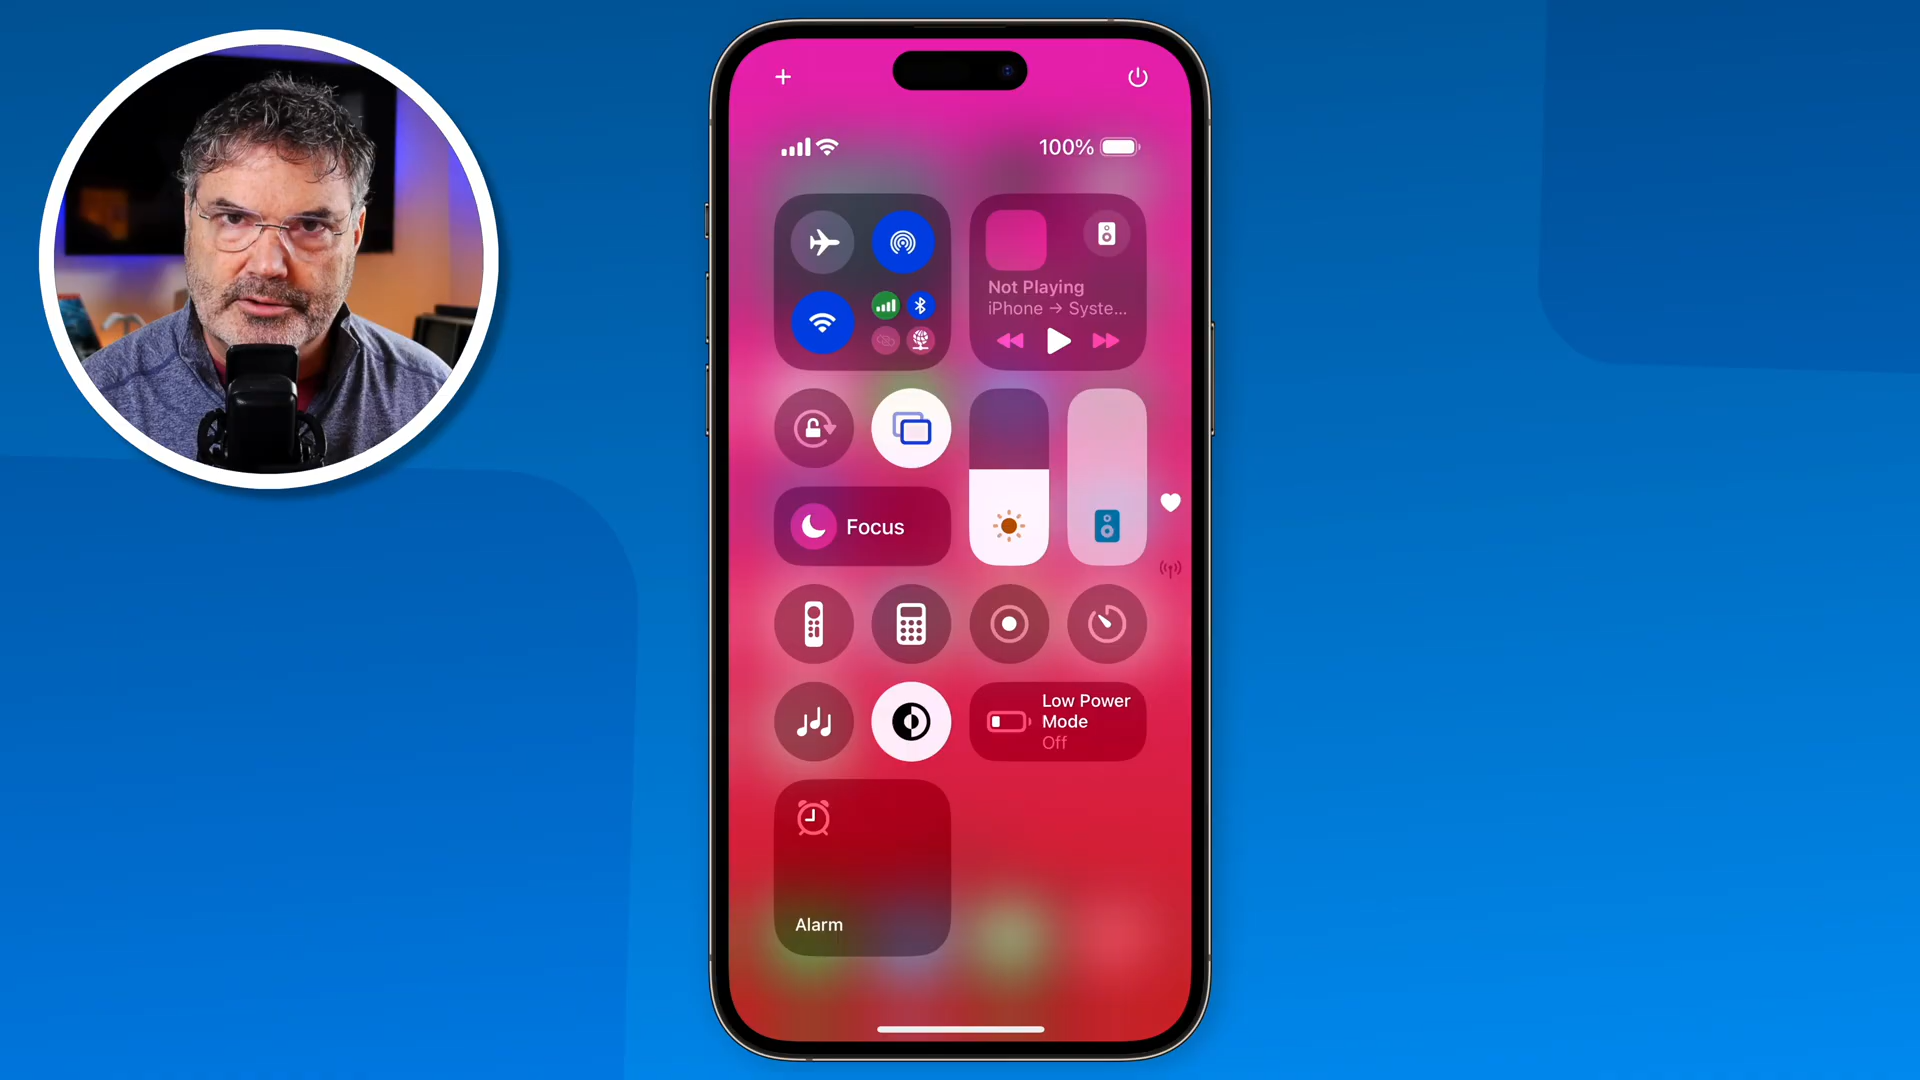 100%
Not Playing
iPhone → Syste...
Focus
Low Power
Mode
Off
Alarm